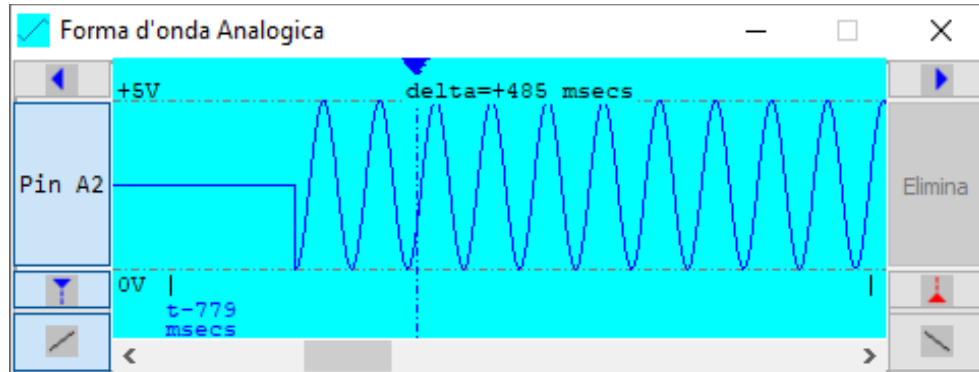 Forma d'onda Analogica
+5V
delta=+485 msecs
Pin A2
Elimina
0V
t-779
msecs